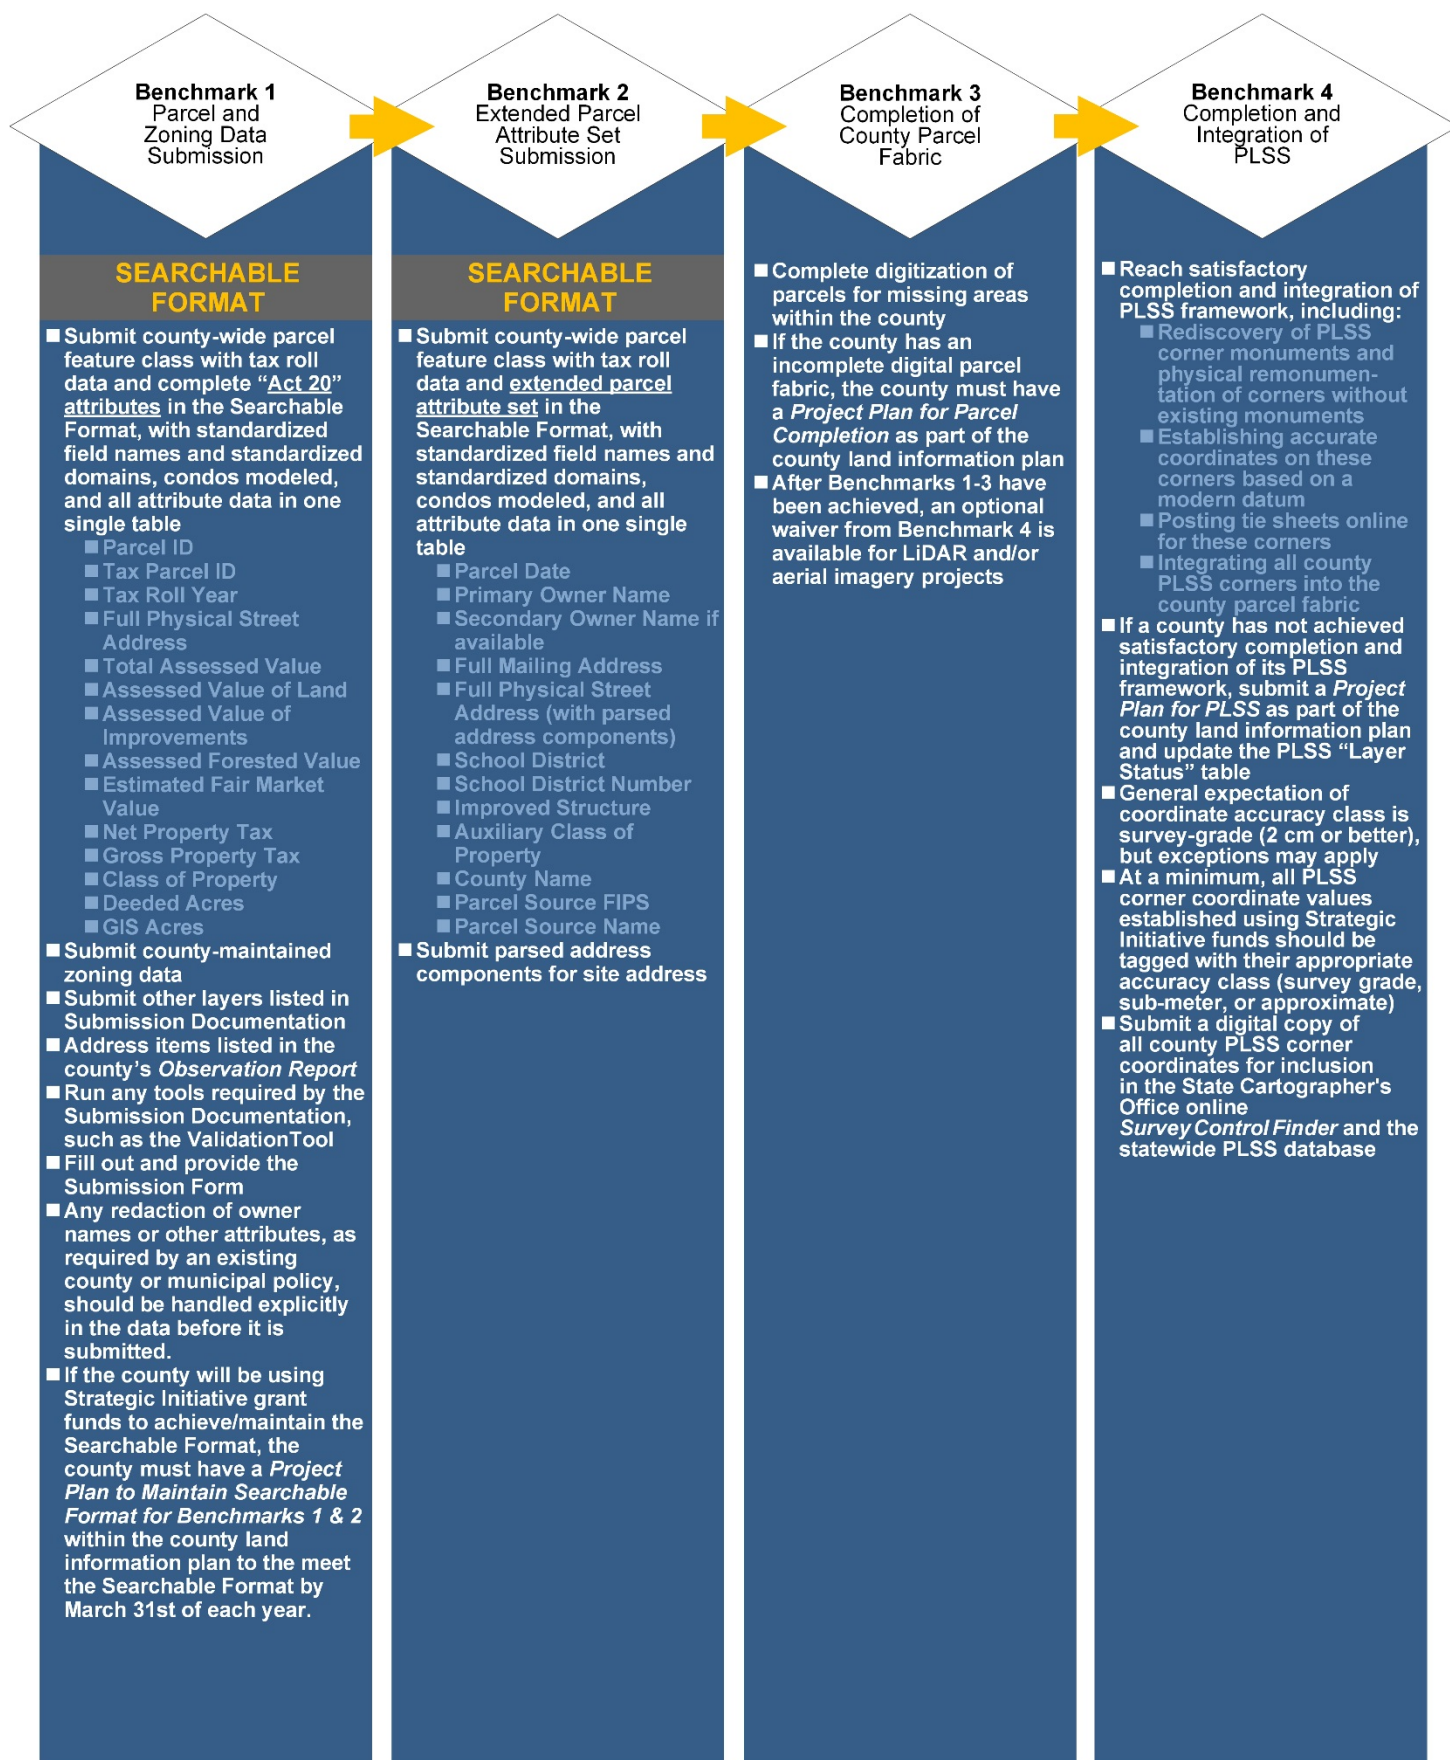 Benchmark 1
Parcel and
Zoning Data
Submission
SEARCHABLE
FORMAT
■ Submit county-wide parcel
feature class with tax roll
data and complete “Act 20”
attributes in the Searchable
Format, with standardized
field names and standardized
domains, condos modeled,
and all attribute data in one
single table
■ Parcel ID
■ Tax Parcel ID
■ Tax Roll Year
■ Full Physical Street
Address
■ Total Assessed Value
■ Assessed Value of Land
■ Assessed Value of
Improvements
■ Assessed Forested Value
■ Estimated Fair Market
Value
■ Net Property Tax
■ Gross Property Tax
■ Class of Property
■ Deeded Acres
■ GIS Acres
■ Submit county-maintained
zoning data
■ Submit other layers listed in
Submission Documentation
■ Address items listed in the
county’s Observation Report
■ Run any tools required by the
Submission Documentation,
such as the ValidationTool
■ Fill out and provide the
Submission Form
■ Any redaction of owner
names or other attributes, as
required by an existing
county or municipal policy,
should be handled explicitly
in the data before it is
submitted.
■ If the county will be using
Strategic Initiative grant
funds to achieve/maintain the
Searchable Format, the
county must have a Project
Plan to Maintain Searchable
Format for Benchmarks 1 & 2
within the county land
information plan to the meet
the Searchable Format by
March 31st of each year.
Benchmark 2
Extended Parcel
Attribute Set
Submission
SEARCHABLE
FORMAT
■ Submit county-wide parcel
feature class with tax roll
data and extended parcel
attribute set in the
Searchable Format, with
standardized field names and
standardized domains,
condos modeled, and all
attribute data in one single
table
■ Parcel Date
■ Primary Owner Name
■ Secondary Owner Name if
available
■ Full Mailing Address
■ Full Physical Street
Address (with parsed
address components)
■ School District
■ School District Number
■ Improved Structure
■ Auxiliary Class of
Property
■ County Name
■ Parcel Source FIPS
■ Parcel Source Name
■ Submit parsed address
components for site address
Benchmark 3
Completion of
County Parcel
Fabric
■ Complete digitization of
parcels for missing areas
within the county
■ If the county has an
incomplete digital parcel
fabric, the county must have
a Project Plan for Parcel
Completion as part of the
county land information plan
■ After Benchmarks 1-3 have
been achieved, an optional
waiver from Benchmark 4 is
available for LiDAR and/or
aerial imagery projects
Benchmark 4
Completion and
Integration of
PLSS
■ Reach satisfactory
completion and integration of
PLSS framework, including:
■ Rediscovery of PLSS
corner monuments and
physical remonumen-
tation of corners without
existing monuments
■ Establishing accurate
coordinates on these
corners based on a
modern datum
■ Posting tie sheets online
for these corners
■ Integrating all county
PLSS corners into the
county parcel fabric
■ If a county has not achieved
satisfactory completion and
integration of its PLSS
framework, submit a Project
Plan for PLSS as part of the
county land information plan
and update the PLSS “Layer
Status” table
■ General expectation of
coordinate accuracy class is
survey-grade (2 cm or better),
but exceptions may apply
■ At a minimum, all PLSS
corner coordinate values
established using Strategic
Initiative funds should be
tagged with their appropriate
accuracy class (survey grade,
sub-meter, or approximate)
■ Submit a digital copy of
all county PLSS corner
coordinates for inclusion
in the State Cartographer's
Office online
Survey Control Finder and the
statewide PLSS database